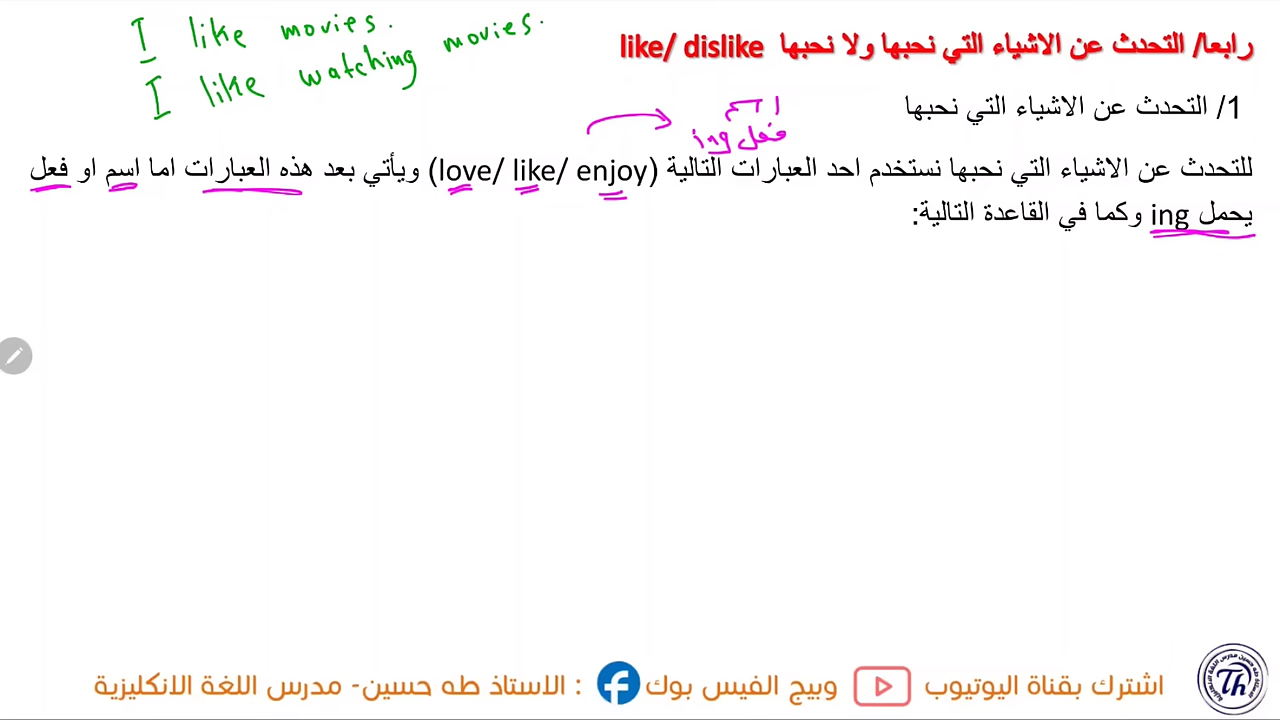 I like movies.
I like watching movies.
رابعا/ التحدث عن الاشياء التي نحبها ولا نحبها like/ dislike
1/ التحدث عن الاشياء التي نحبها
اسم
فعل ing
للتحدث عن الاشياء التي نحبها نستخدم احد العبارات التالية (love/ like/ enjoy) ويأتي بعد هذه العبارات اما اسم او فعل
يحمل ing وكما في القاعدة التالية:
اشترك بقناة اليوتيوب وبيج الفيس بوك : الاستاذ طه حسين- مدرس اللغة الانكليزية
Th